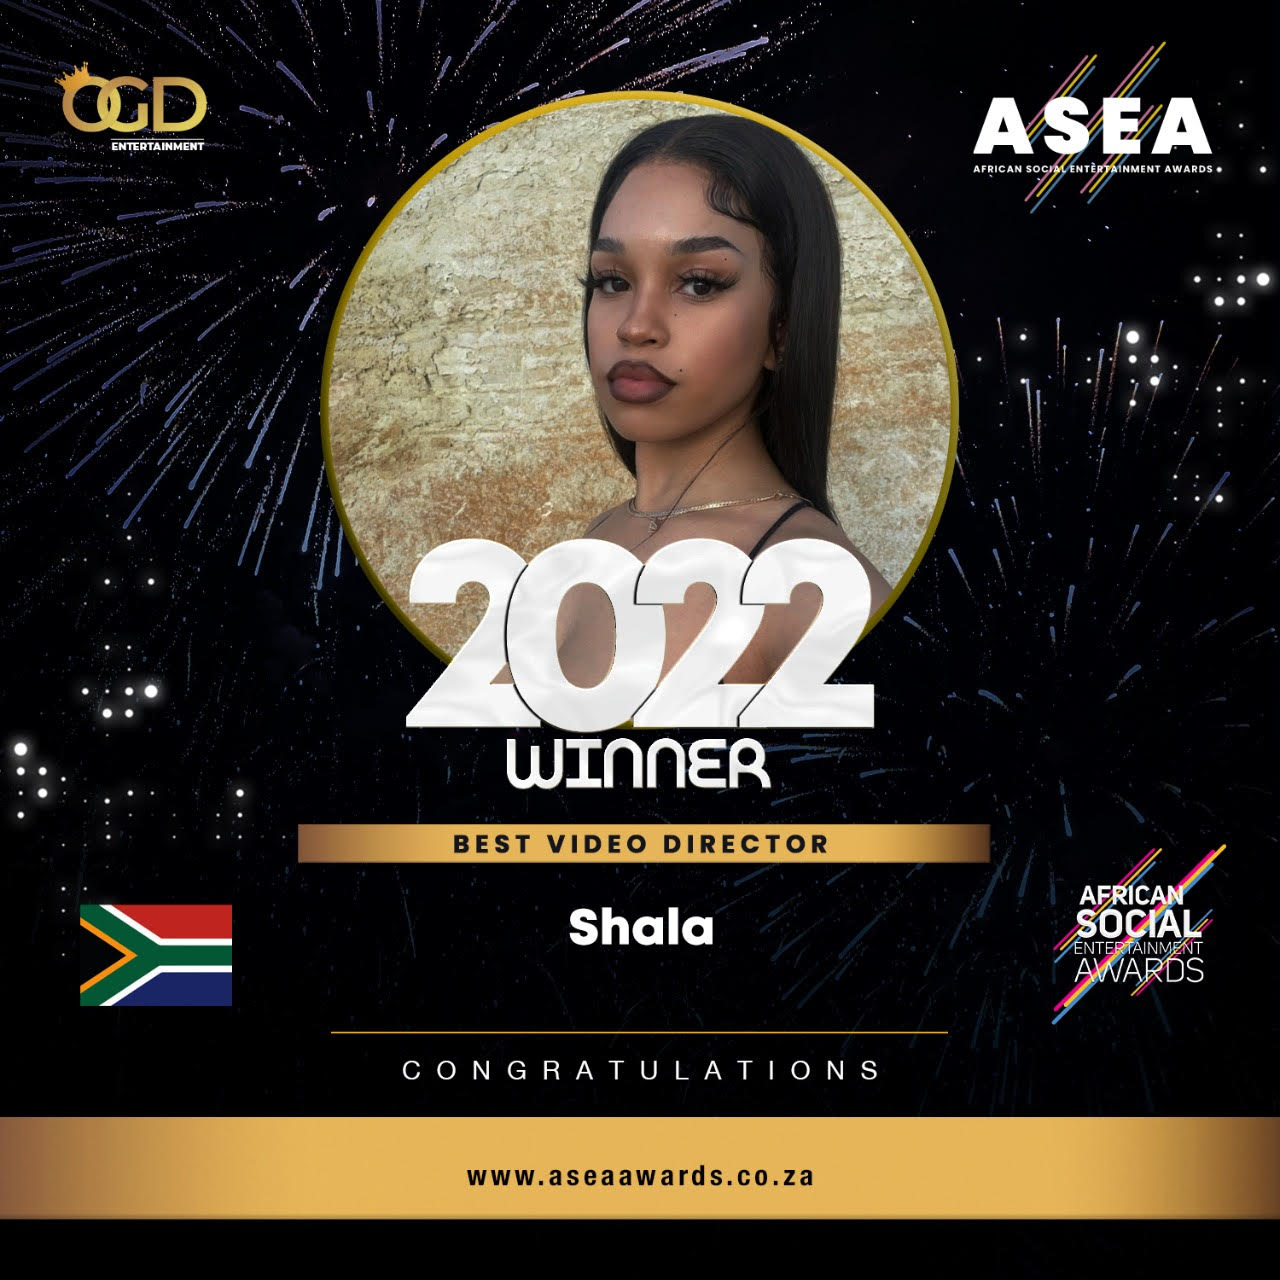 OGD
ENTERTAINMENT
ASEA
AFRICAN SOCIAL ENTERTAINMENT AWARDS
2022
WINNER
BEST VIDEO DIRECTOR
Shala
AFRICAN
SOCIAL
ENTERTAINMENT
AWARDS
CONGRATULATIONS
www.aseaawards.co.za